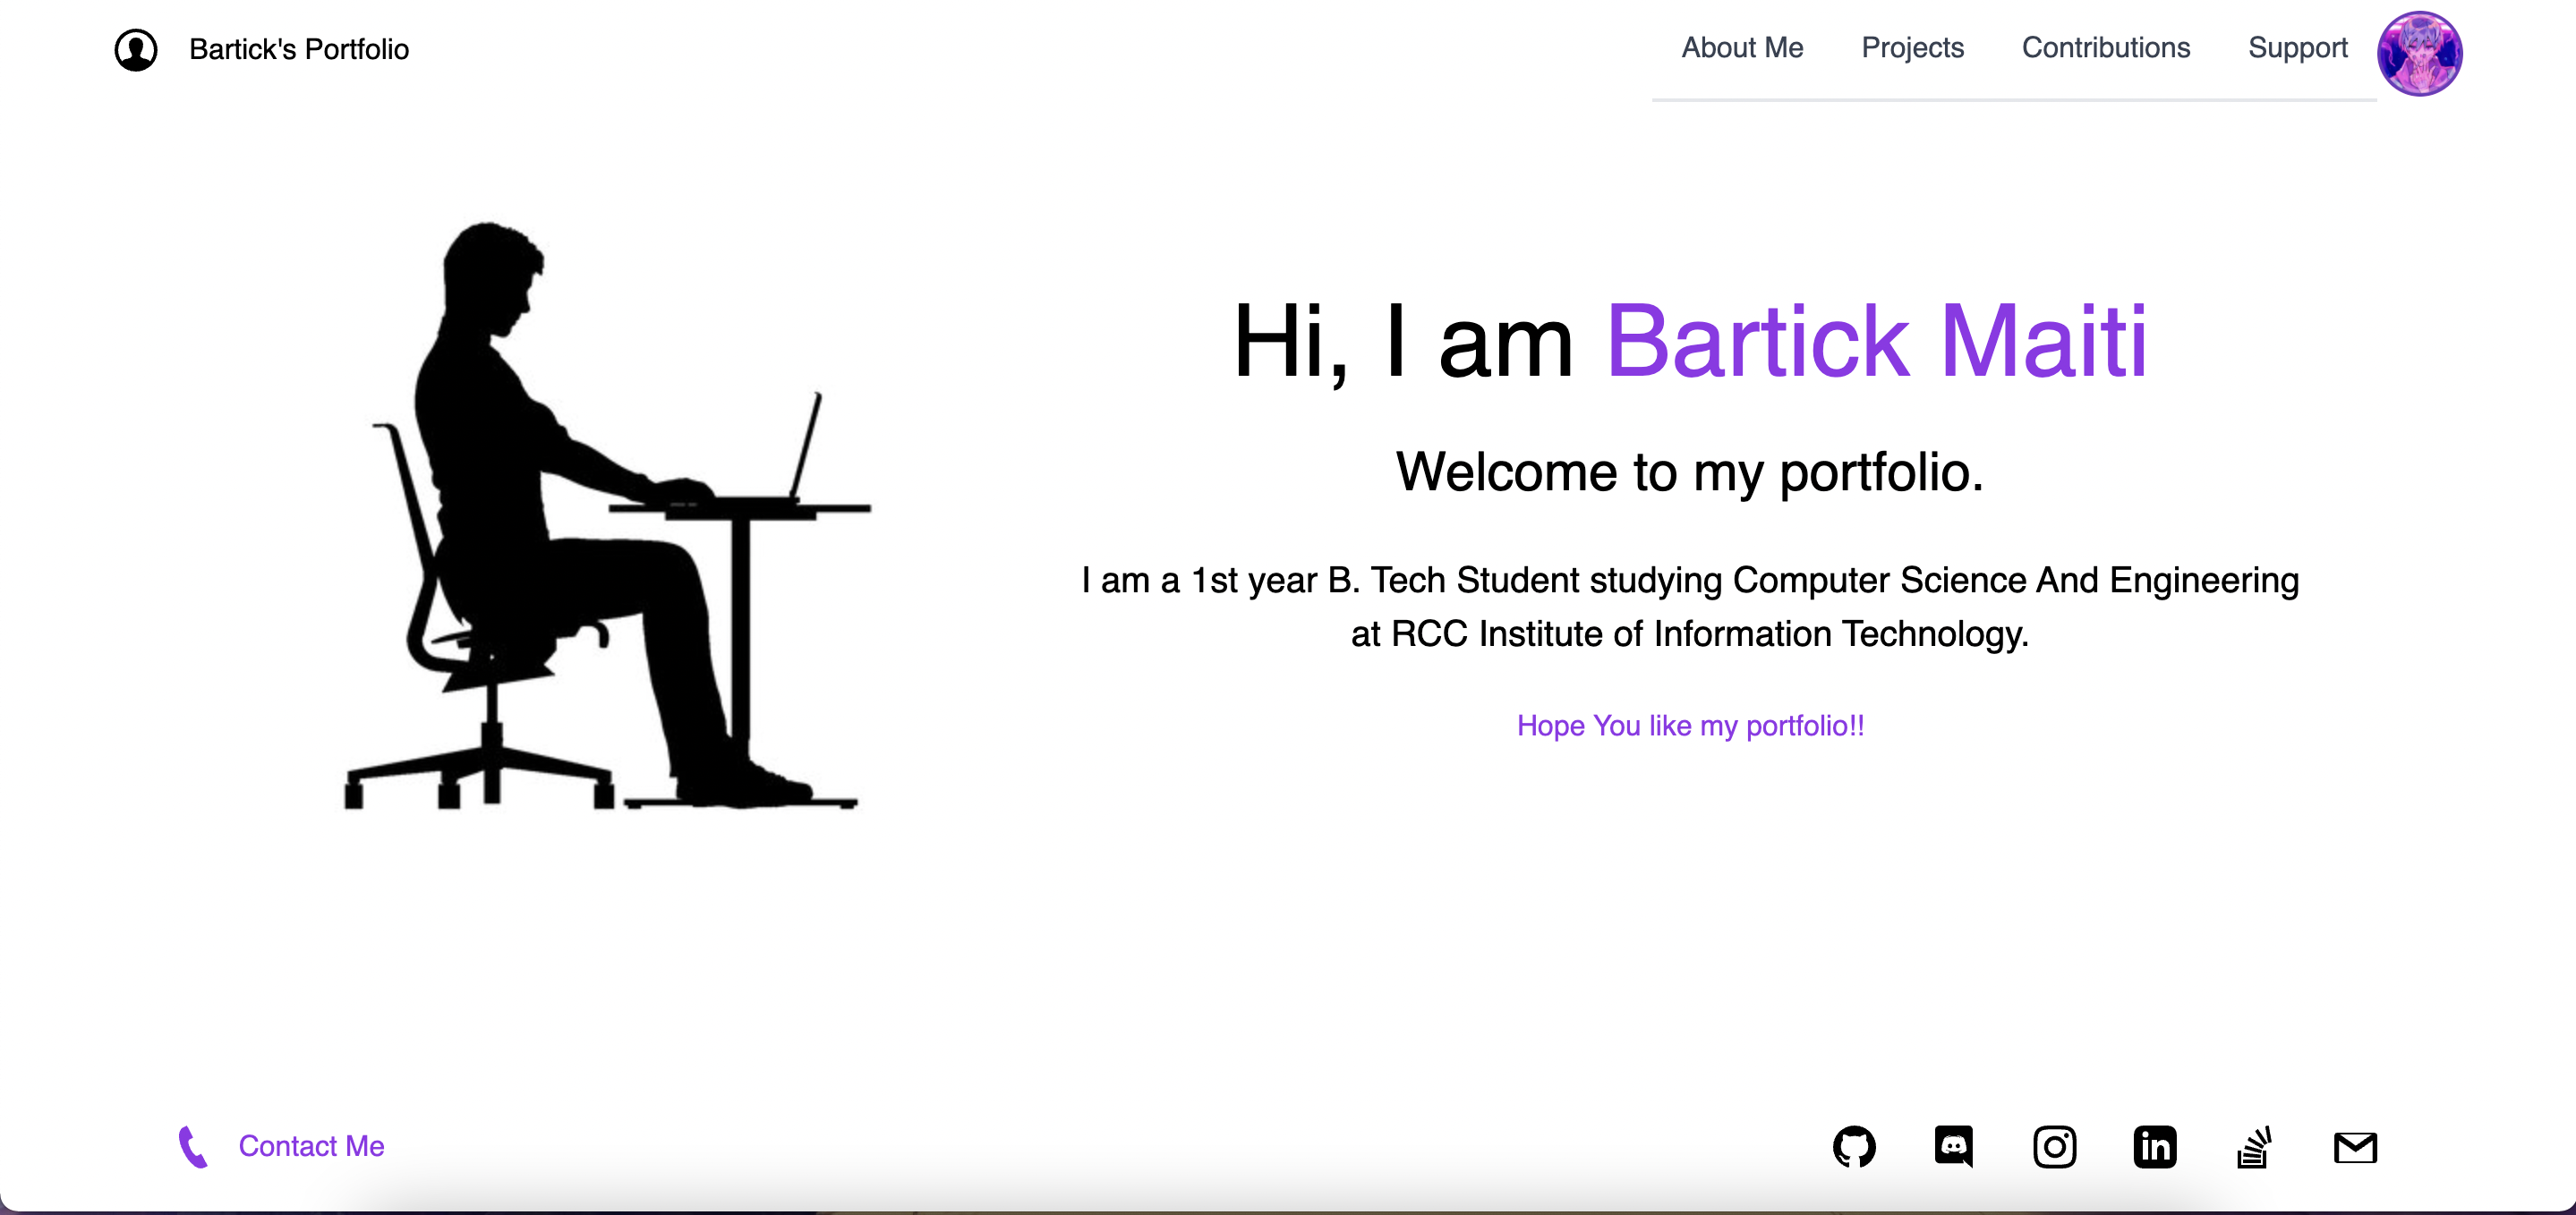 Bartick's Portfolio
About Me
Projects
Contributions
Support
Hi, I am Bartick Maiti
Welcome to my portfolio.
I am a 1st year B. Tech Student studying Computer Science And Engineering
at RCC Institute of Information Technology.
Hope You like my portfolio!!
Contact Me
in